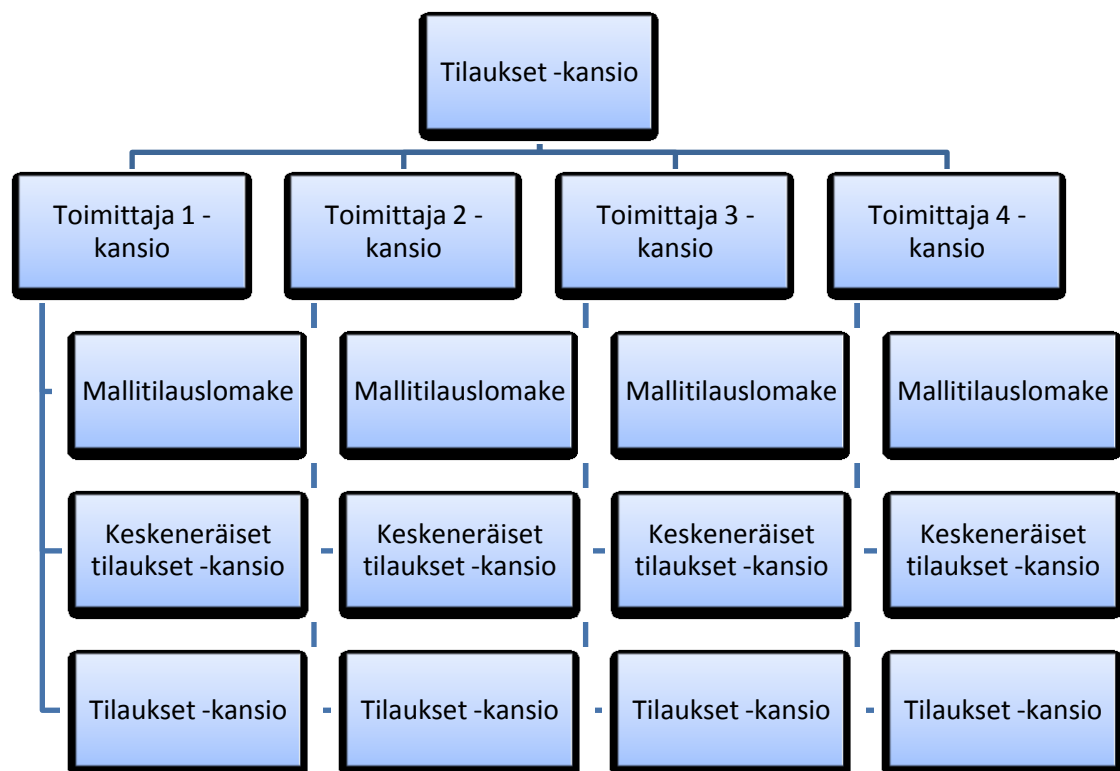 Tilaukset -kansio
Toimittaja 1 -
kansio
Toimittaja 2 -
kansio
Toimittaja 3 -
kansio
Toimittaja 4 -
kansio
Mallitilauslomake
Mallitilauslomake
Mallitilauslomake
Mallitilauslomake
Keskeneräiset
tilaukset -kansio
Keskeneräiset
tilaukset -kansio
Keskeneräiset
tilaukset -kansio
Keskeneräiset
tilaukset -kansio
Tilaukset -kansio
Tilaukset -kansio
Tilaukset -kansio
Tilaukset -kansio